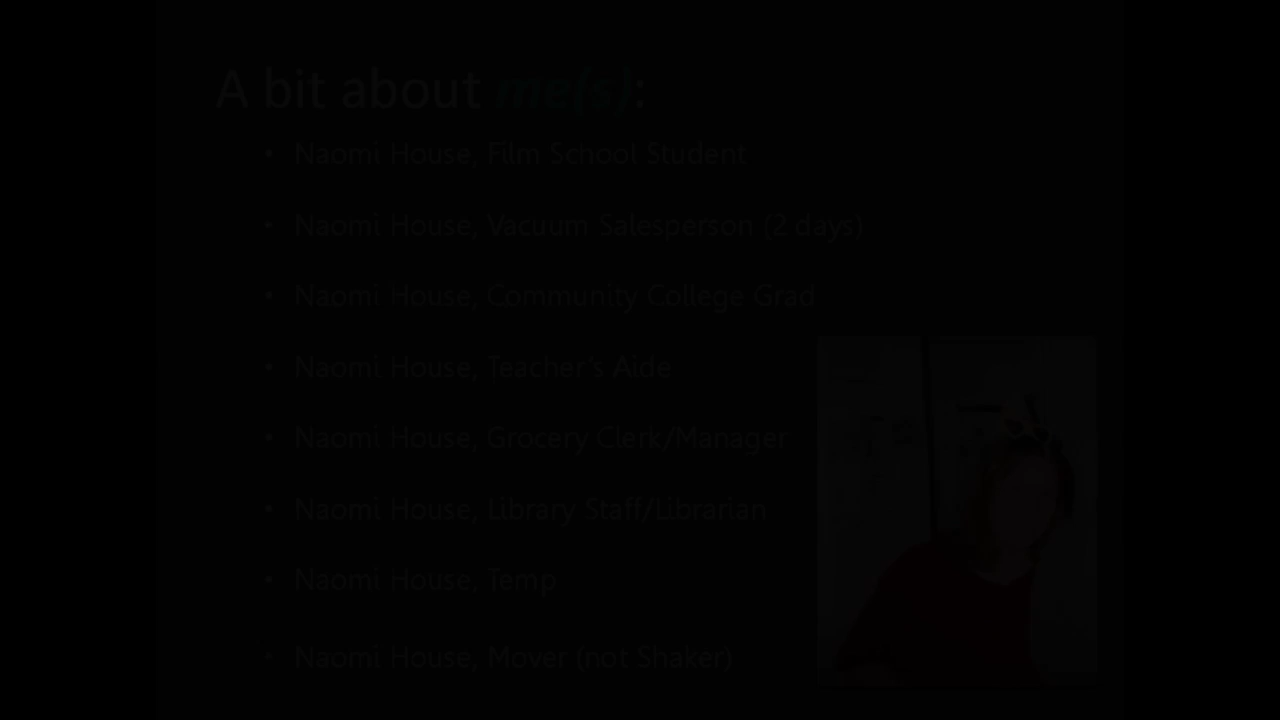 A bit about me(s):
• Naomi House, Film School Student
• Naomi House, Vacuum Salesperson (2 days)
• Naomi House, Community College Grad
• Naomi House, Teacher's Aide
• Naomi House, Grocery Clerk/Manager
• Naomi House, Library Staff/Librarian
• Naomi House, Temp
• Naomi House, Mover (not Shaker)